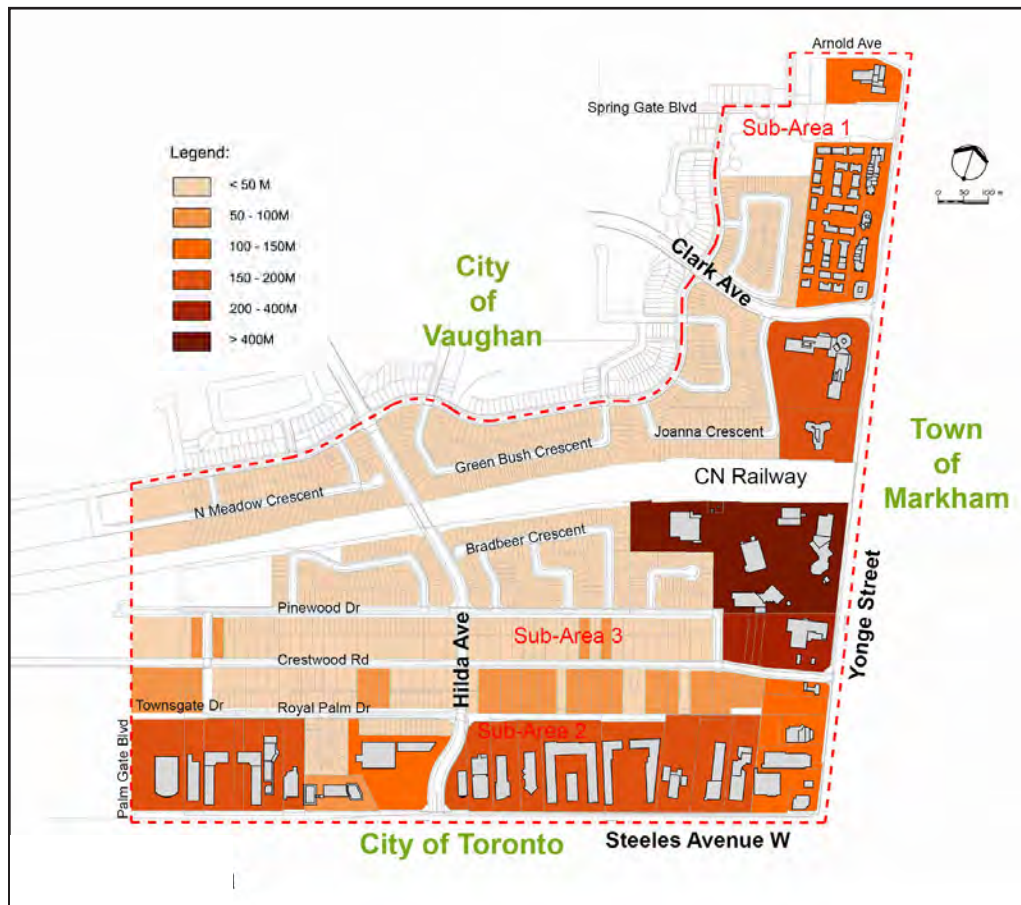 Arnold Ave
Spring Gate Blvd
Sub-Area 1
Legend:
< 50 M
50 - 100M
100 - 150M
150 - 200M
200 - 400M
> 400M
0 50 100 m
City
of
Vaughan
Clark Ave
Town
of
Markham
Joanna Crescent
Green Bush Crescent
CN Railway
N Meadow Crescent
Bradbeer Crescent
Pinewood Dr
Hilda Ave
Sub-Area 3
Yonge Street
Crestwood Rd
Townsgate Dr
Royal Palm Dr
Sub-Area 2
Palm Gate Blvd
City of Toronto
Steeles Avenue W